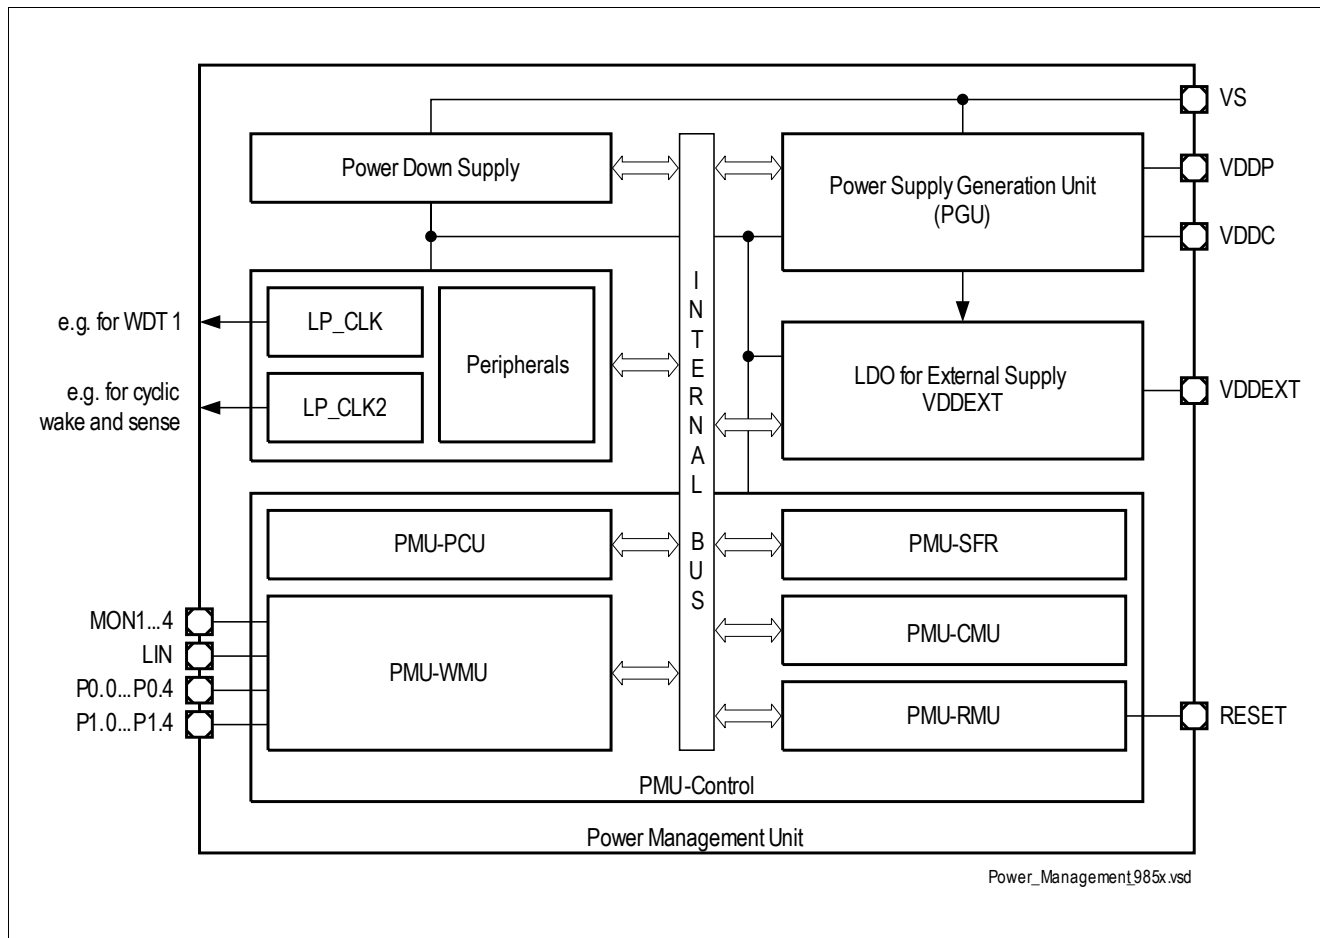 VS
Power Down Supply
Power Supply Generation Unit
(PGU)
VDDP
VDDC
e.g. for WDT 1
LP_CLK
Peripherals
e.g. for cyclic
wake and sense
LP_CLK2
INTERNAL BUS
LDO for External Supply
VDDEXT
VDDEXT
PMU-PCU
PMU-SFR
MON1...4
LIN
P0.0...P0.4
P1.0...P1.4
PMU-WMU
PMU-CMU
PMU-RMU
RESET
PMU-Control
Power Management Unit
Power_Management_985x.vsd